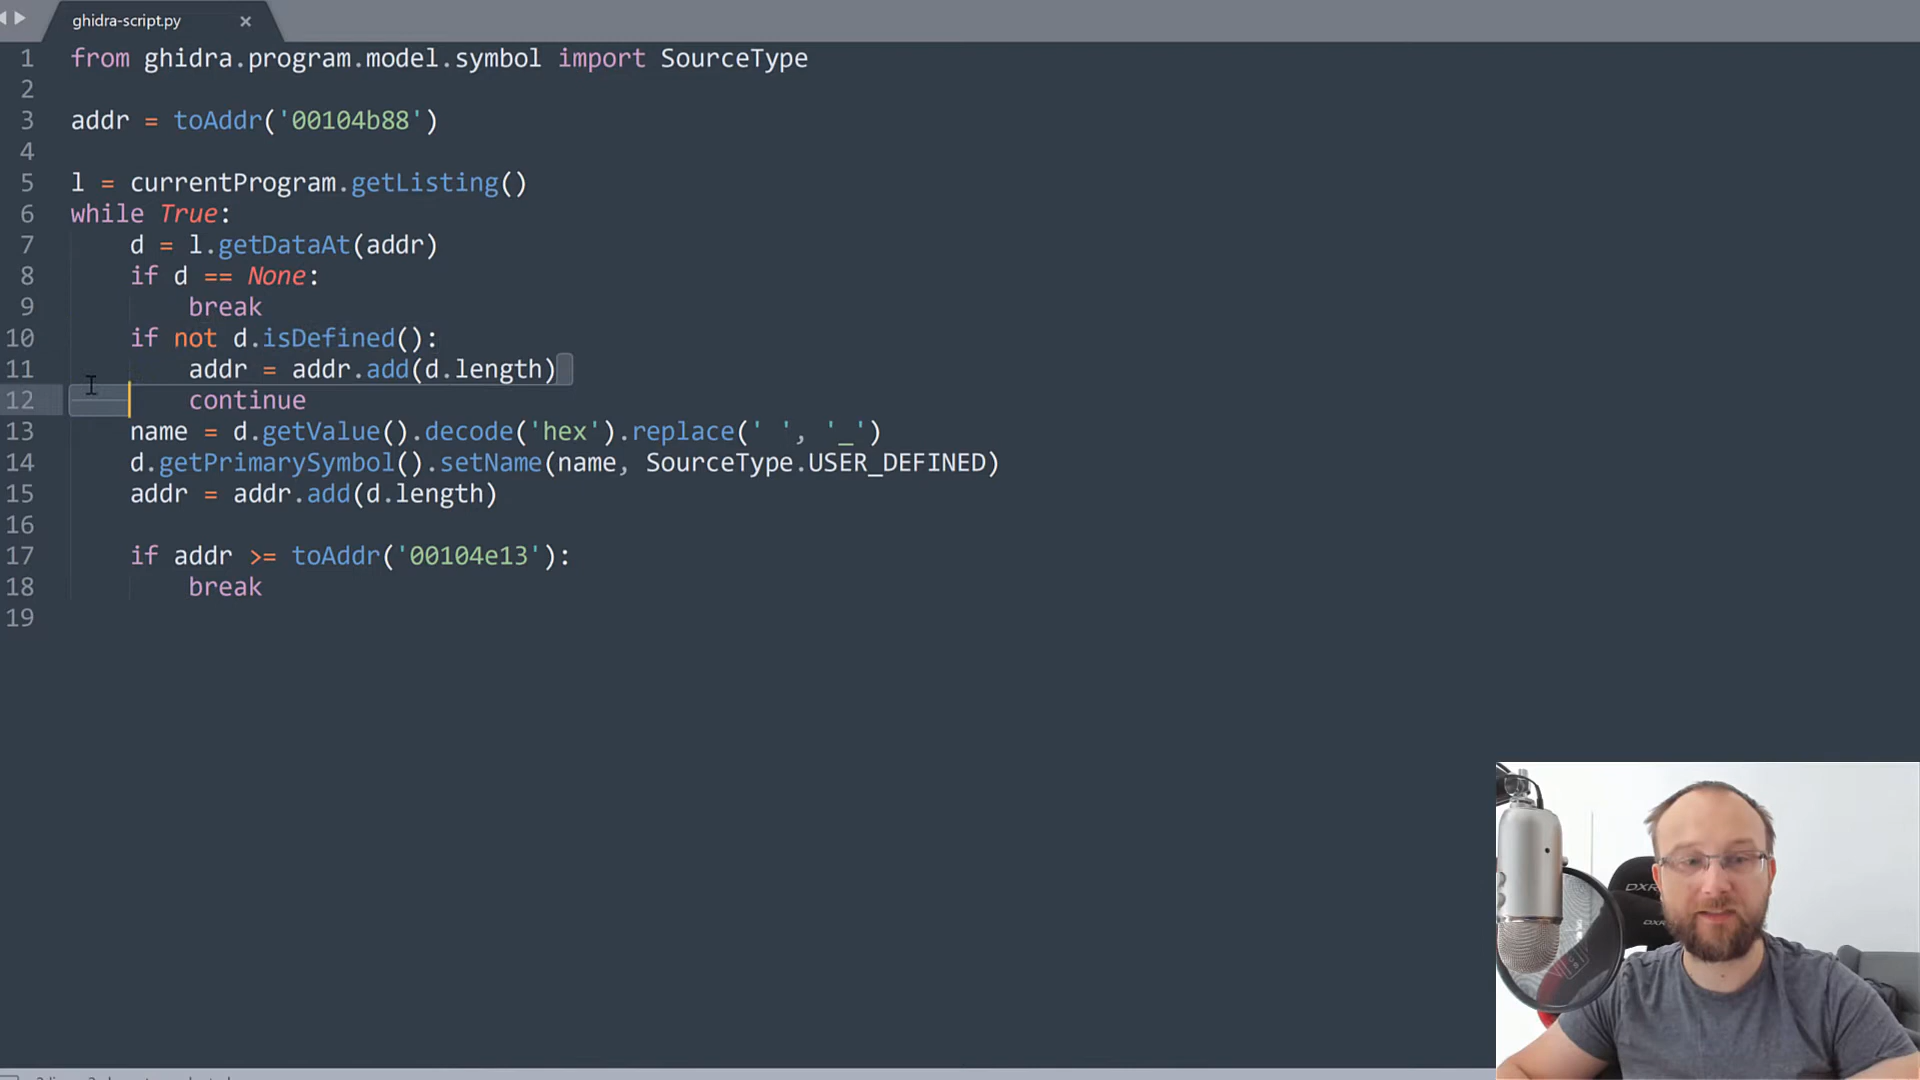 ghidra-script.py
1 from ghidra.program.model.symbol import SourceType
2
3 addr = toAddr('00104b88')
4
5 l = currentProgram.getListing()
6 while True:
7 d = l.getDataAt(addr)
8 if d == None:
9 break
10 if not d.isDefined():
11 addr = addr.add(d.length)
12 continue
13 name = d.getValue().decode('hex').replace(' ', '_')
14 d.getPrimarySymbol().setName(name, SourceType.USER_DEFINED)
15 addr = addr.add(d.length)
16
17 if addr >= toAddr('00104e13'):
18 break
19